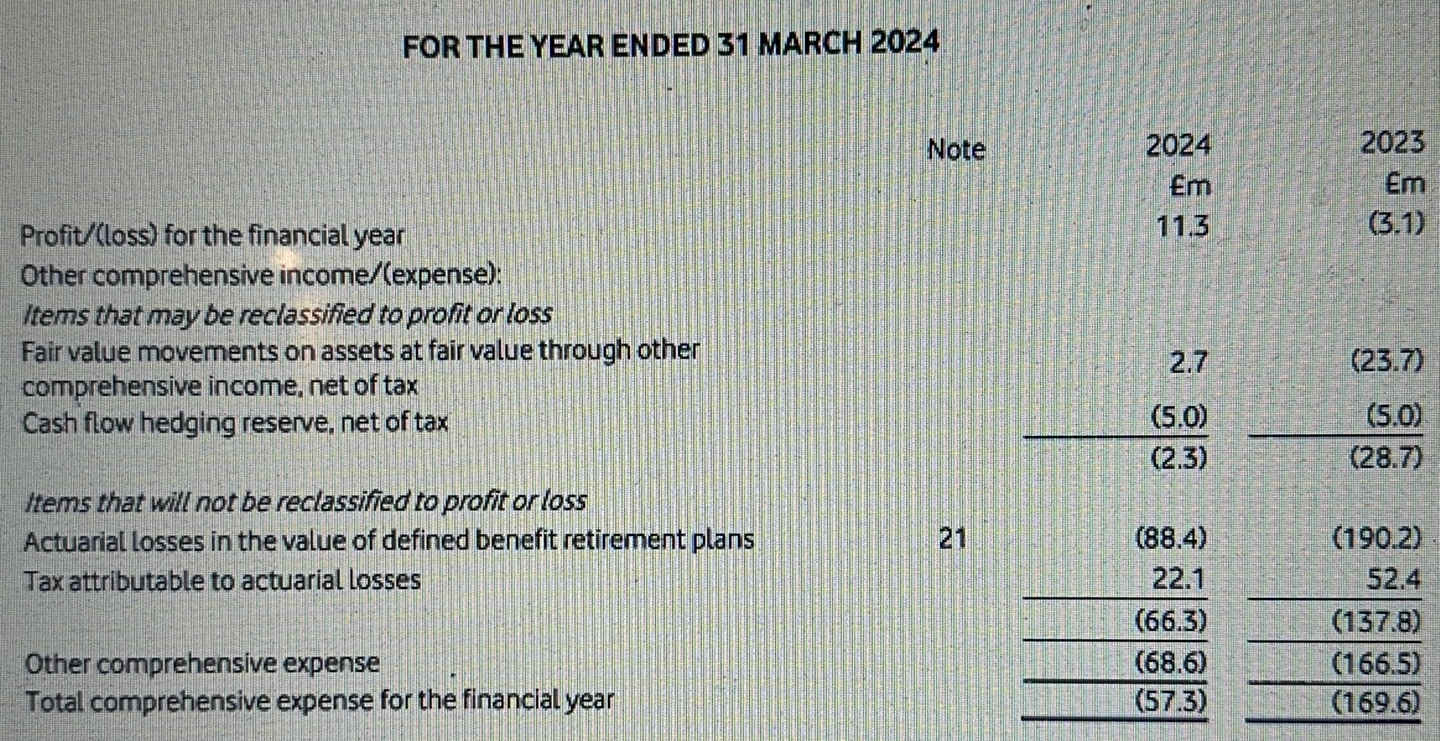 FOR THE YEAR ENDED 31 MARCH 2024
Note 2024 2023
£m £m
Profit/(loss) for the financial year 11.3 (3.1)
Other comprehensive income/(expense):
Items that may be reclassified to profit or loss
Fair value movements on assets at fair value through other
comprehensive income, net of tax 2.7 (23.7)
Cash flow hedging reserve, net of tax (5.0) (5.0)
(2.3) (28.7)
Items that will not be reclassified to profit or loss
Actuarial losses in the value of defined benefit retirement plans 21 (88.4) (190.2)
Tax attributable to actuarial losses 22.1 52.4
(66.3) (137.8)
Other comprehensive expense (68.6) (166.5)
Total comprehensive expense for the financial year (57.3) (169.6)